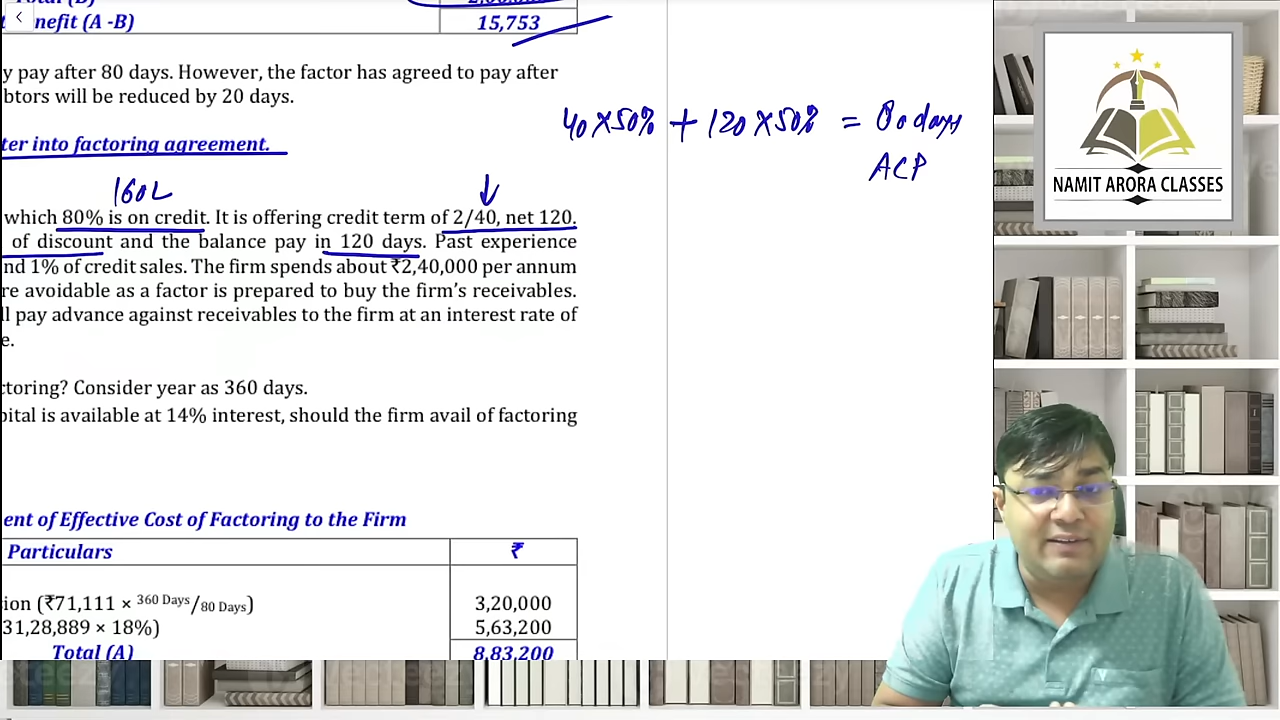 15,753
nefit (A -B)
y pay after 80 days. However, the factor has agreed to pay after
btors will be reduced by 20 days.
ter into factoring agreement.
40 × 50% + 120 × 50% = 80 days
ACP
160L
which 80% is on credit. It is offering credit term of 2/40, net 120.
of discount and the balance pay in 120 days. Past experience
nd 1% of credit sales. The firm spends about ₹2,40,000 per annum
re avoidable as a factor is prepared to buy the firm's receivables.
ll pay advance against receivables to the firm at an interest rate of
e.
ctoring? Consider year as 360 days.
pital is available at 14% interest, should the firm avail of factoring
ent of Effective Cost of Factoring to the Firm
Particulars ₹
ion (₹71,111 × 360 Days/80 Days) 3,20,000
31,28,889 × 18%) 5,63,200
Total (A) 8,83,200
NAMIT ARORA CLASSES